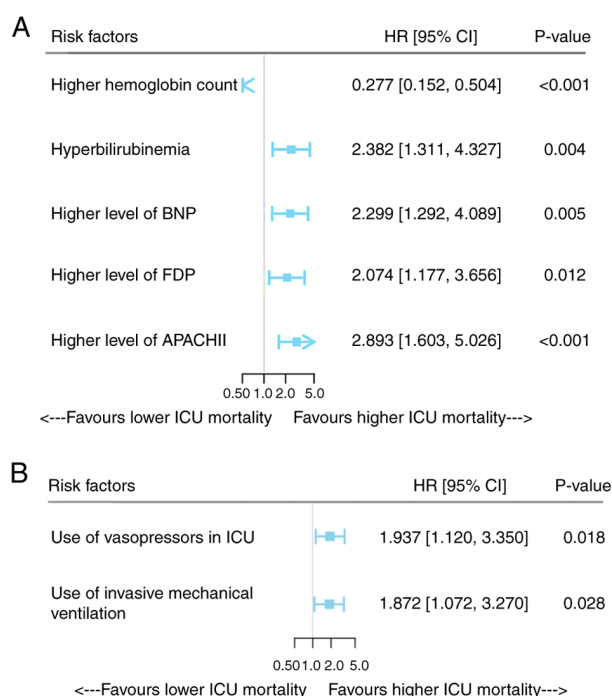 A
Risk factors HR [95% CI] P-value
Higher hemoglobin count 0.277 [0.152, 0.504] <0.001
Hyperbilirubinemia 2.382 [1.311, 4.327] 0.004
Higher level of BNP 2.299 [1.292, 4.089] 0.005
Higher level of FDP 2.074 [1.177, 3.656] 0.012
Higher level of APACHII 2.893 [1.603, 5.026] <0.001
0.50 1.0 2.0 5.0
<---Favours lower ICU mortality Favours higher ICU mortality--->
B
Risk factors HR [95% CI] P-value
Use of vasopressors in ICU 1.937 [1.120, 3.350] 0.018
Use of invasive mechanical
ventilation 1.872 [1.072, 3.270] 0.028
0.50 1.0 2.0 5.0
<---Favours lower ICU mortality Favours higher ICU mortality--->